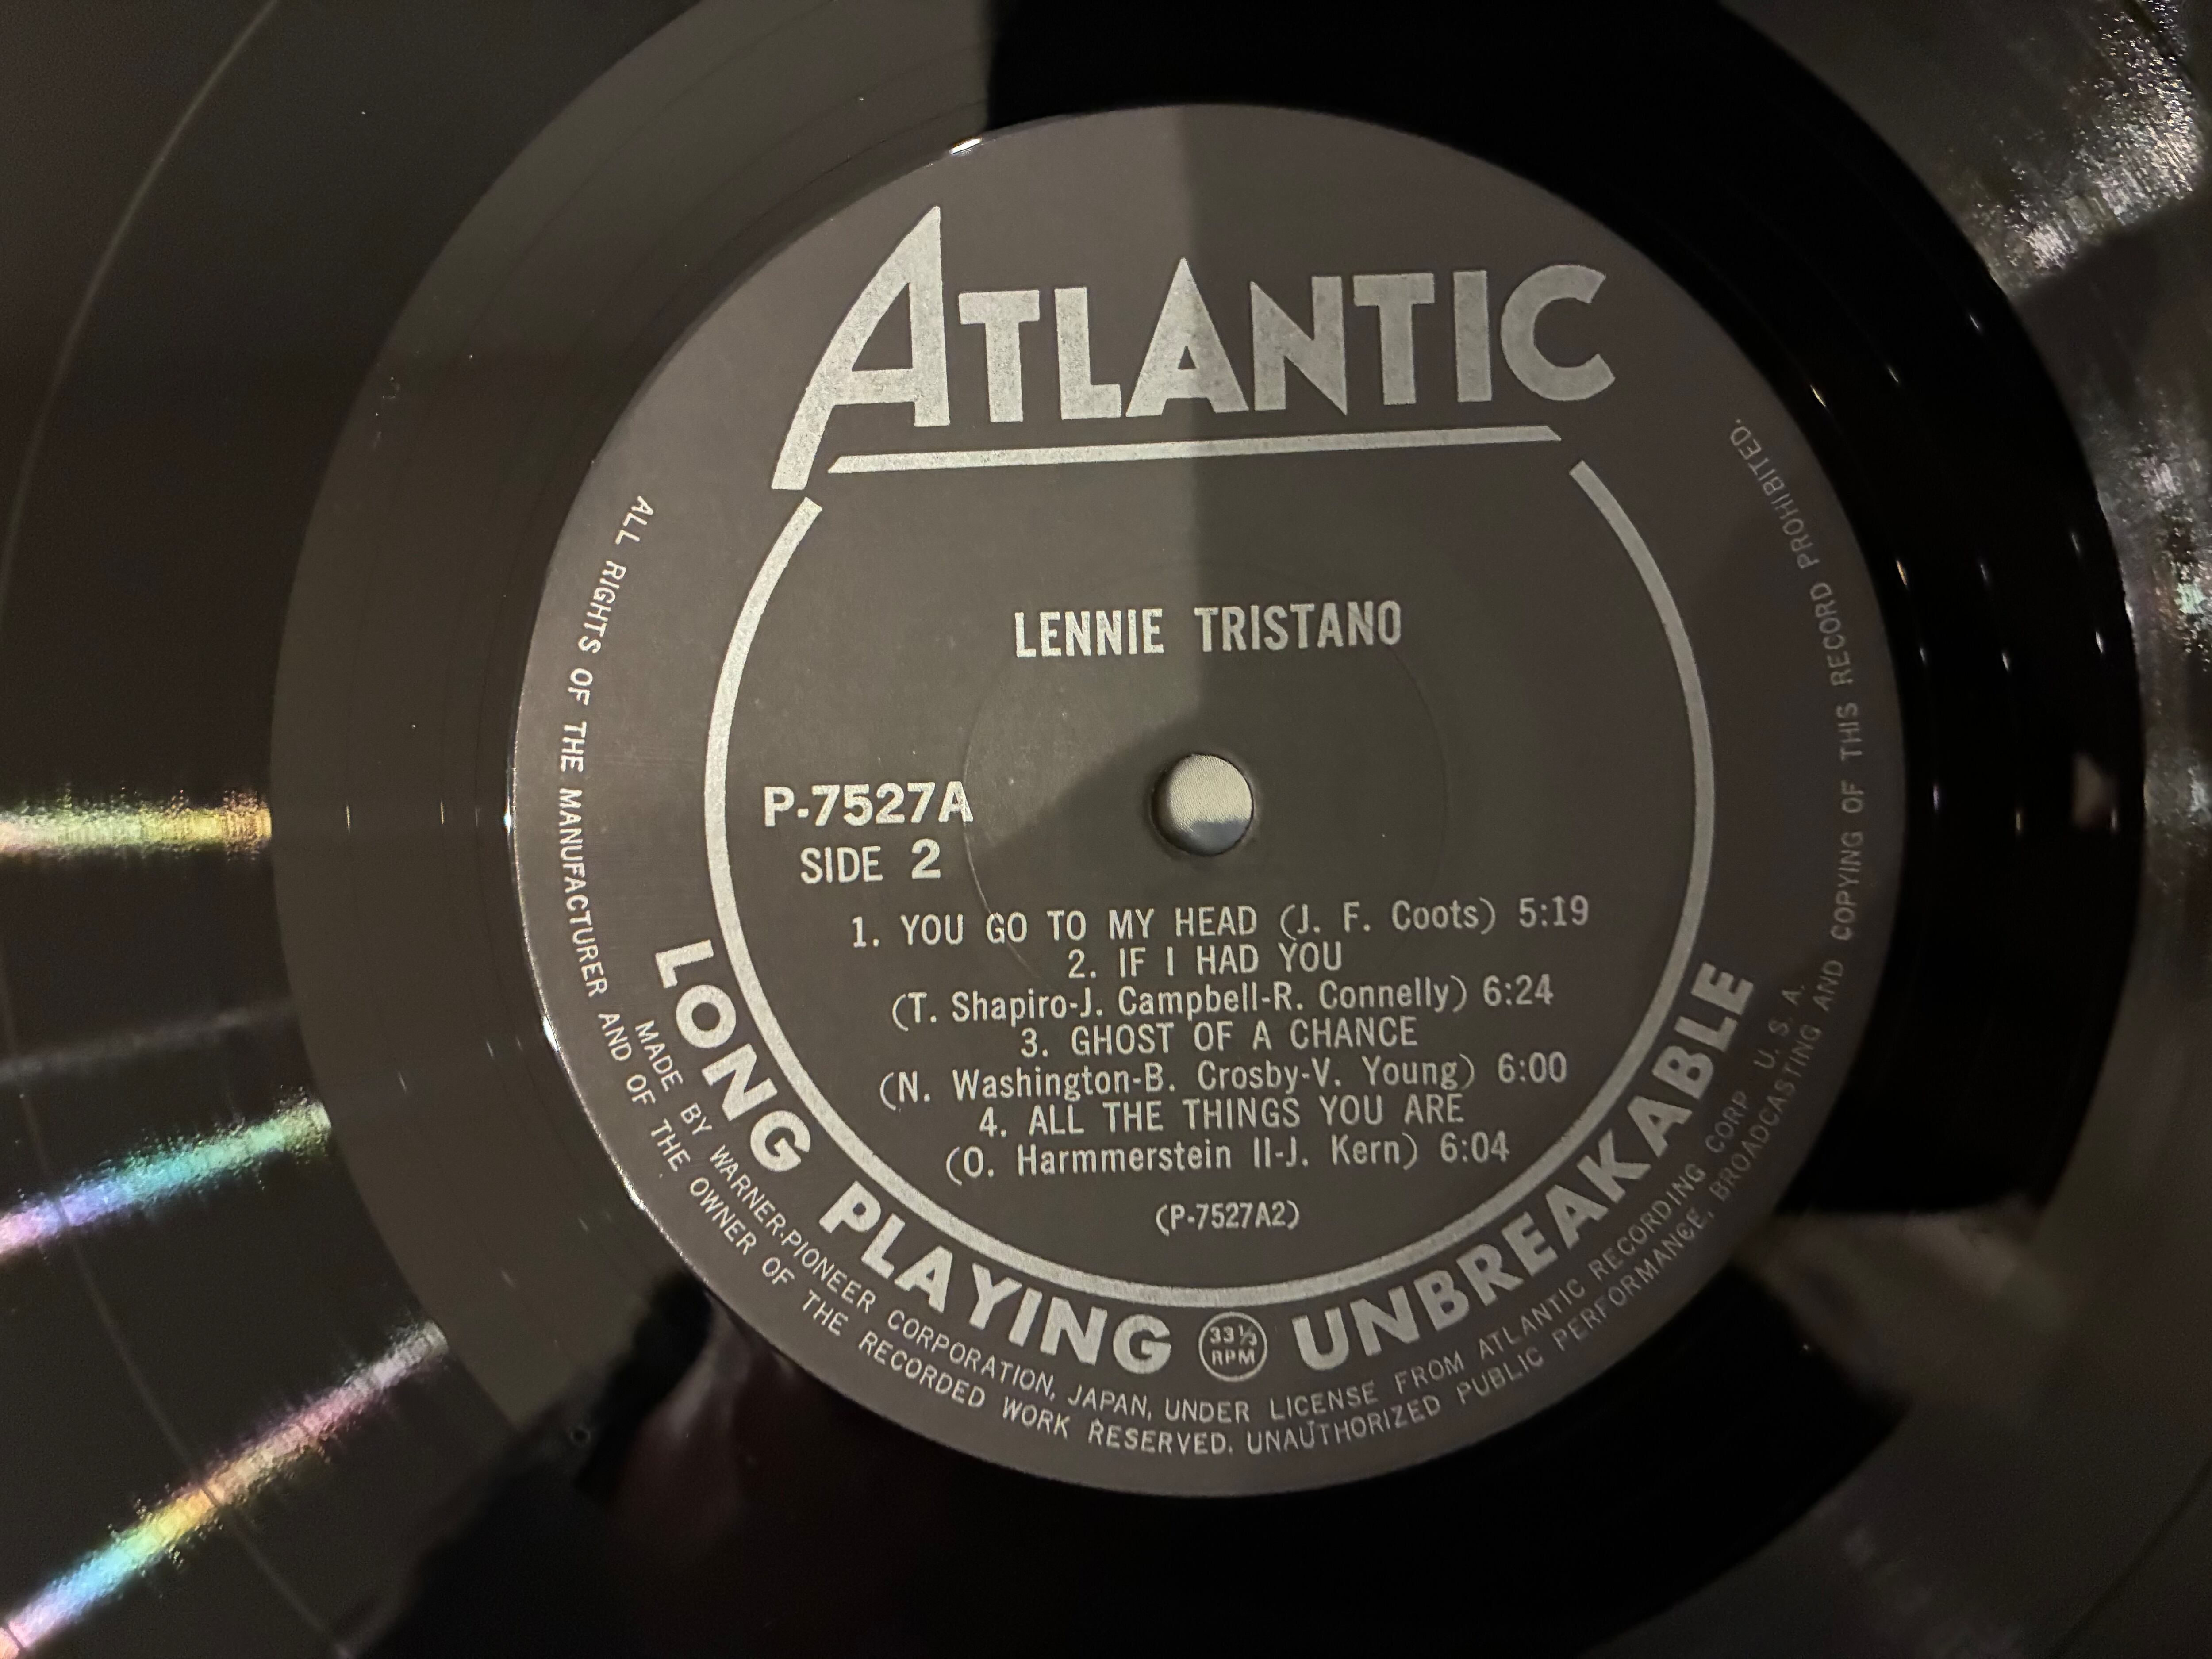 ATLANTIC
LENNIE TRISTANO
P-7527A
SIDE 2
1. YOU GO TO MY HEAD (J. F. Coots) 5:19
2. IF I HAD YOU
(T. Shapiro-J. Campbell-R. Connelly) 6:24
3. GHOST OF A CHANCE
(N. Washington-B. Crosby-V. Young) 6:00
4. ALL THE THINGS YOU ARE
(O. Harmmerstein II-J. Kern) 6:04
(P-7527A2)
LONG PLAYING 33⅓ RPM UNBREAKABLE
MADE BY WARNER-PIONEER CORPORATION, JAPAN, UNDER LICENSE FROM ATLANTIC RECORDING CORP. U. S. A.
ALL RIGHTS OF THE MANUFACTURER AND OF THE OWNER OF THE RECORDED WORK RESERVED. UNAUTHORIZED PUBLIC PERFORMANCE, BROADCASTING AND COPYING OF THIS RECORD PROHIBITED.